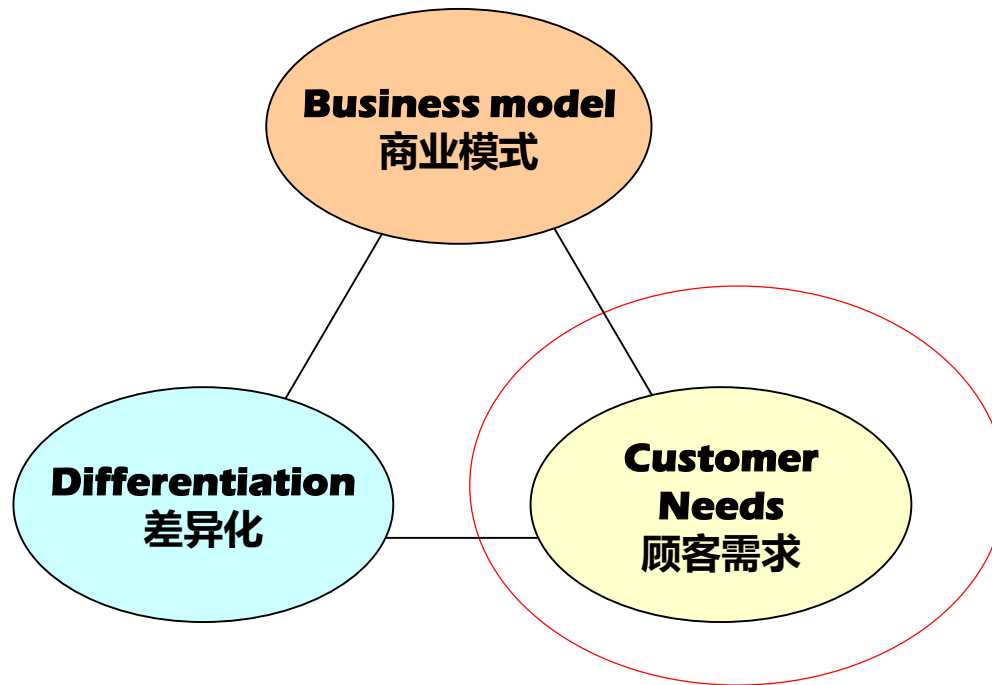 Business model
商业模式
Differentiation
差异化
Customer
Needs
顾客需求